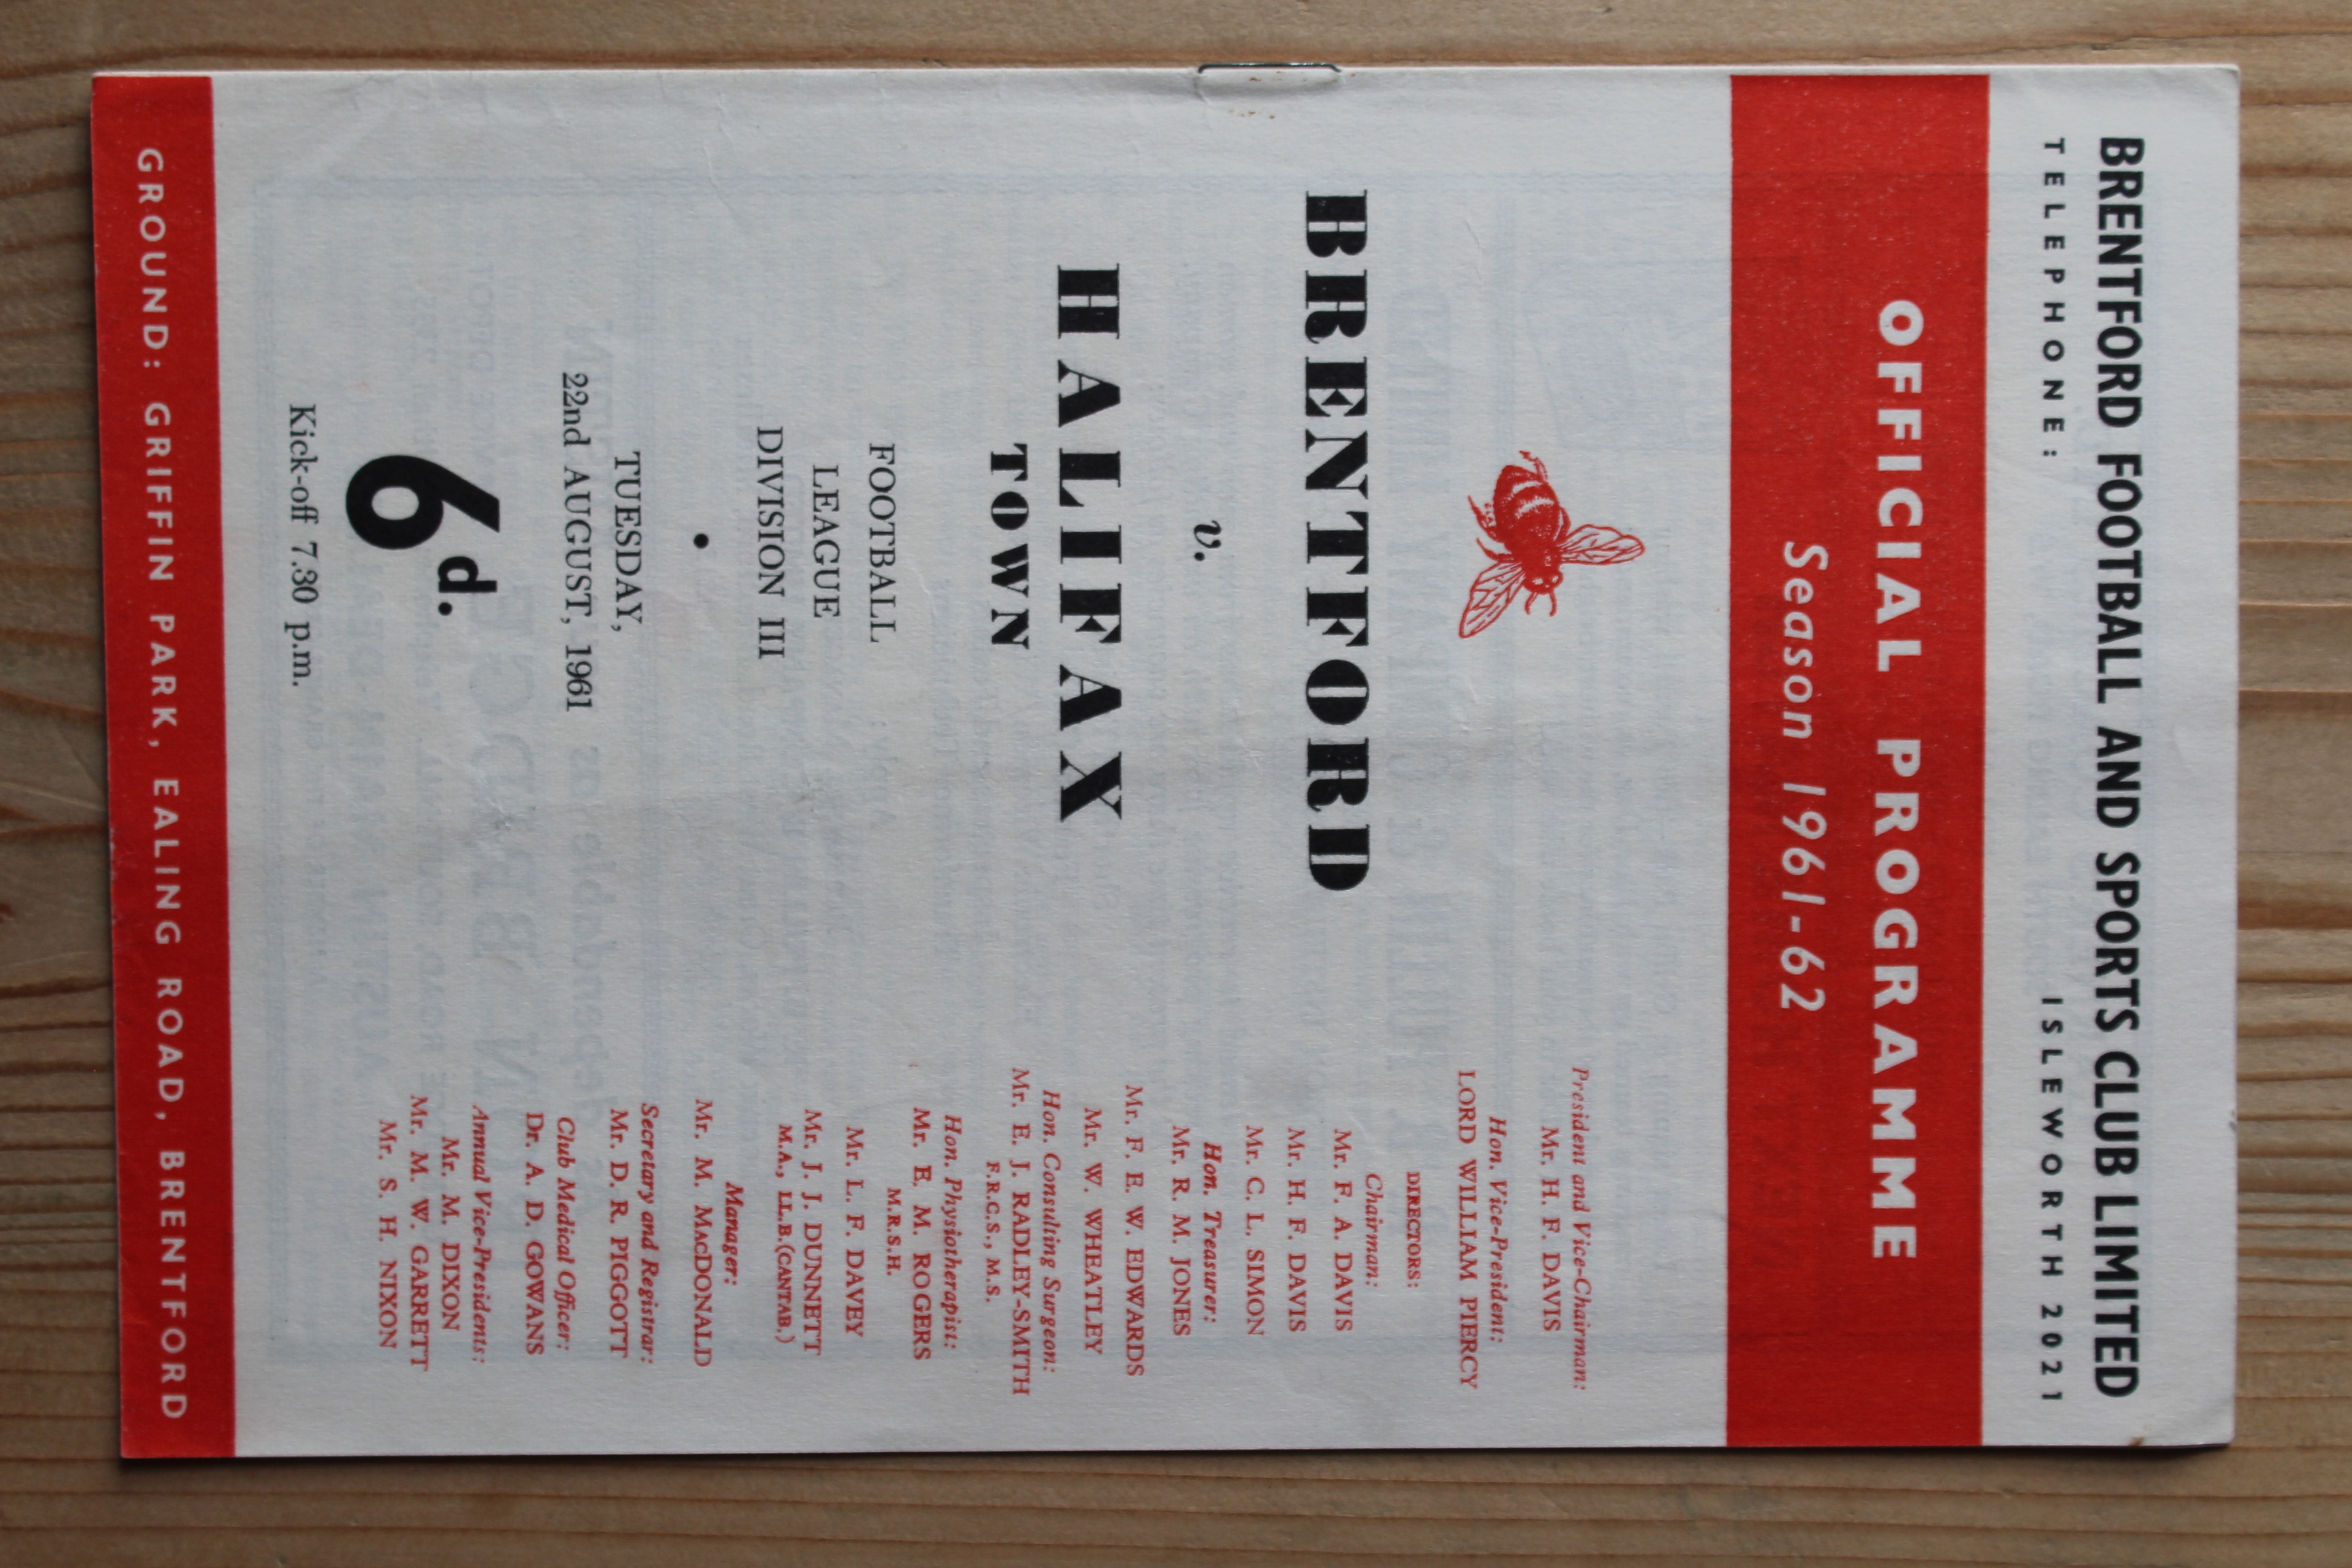 BRENTFORD FOOTBALL AND SPORTS CLUB LIMITED
TELEPHONE: ISLEWORTH 2021
OFFICIAL PROGRAMME
Season 1961-62
BRENTFORD
v.
HALIFAX
TOWN
FOOTBALL
LEAGUE
DIVISION III
TUESDAY,
22nd AUGUST, 1961
6d.
Kick-off 7.30 p.m.
President and Vice-Chairman:
Mr. H. F. DAVIS
Hon. Vice-President:
LORD WILLIAM PIERCY
DIRECTORS:
Chairman:
Mr. F. A. DAVIS
Mr. H. F. DAVIS
Mr. C. L. SIMON
Hon. Treasurer:
Mr. R. M. JONES
Mr. F. E. W. EDWARDS
Mr. W. WHEATLEY
Hon. Consulting Surgeon:
Mr. E. J. RADLEY-SMITH
F.R.C.S., M.S.
Hon. Physiotherapist:
Mr. E. M. ROGERS
M.R.S.H.
Mr. L. F. DAVEY
Mr. J. J. DUNNETT
M.A., LL.B.(CANTAB.)
Manager:
Mr. M. MACDONALD
Secretary and Registrar:
Mr. D. R. PIGGOTT
Club Medical Officer:
Dr. A. D. GOWANS
Annual Vice-Presidents:
Mr. M. DIXON
Mr. M. W. GARRETT
Mr. S. H. NIXON
GROUND: GRIFFIN PARK, EALING ROAD, BRENTFORD